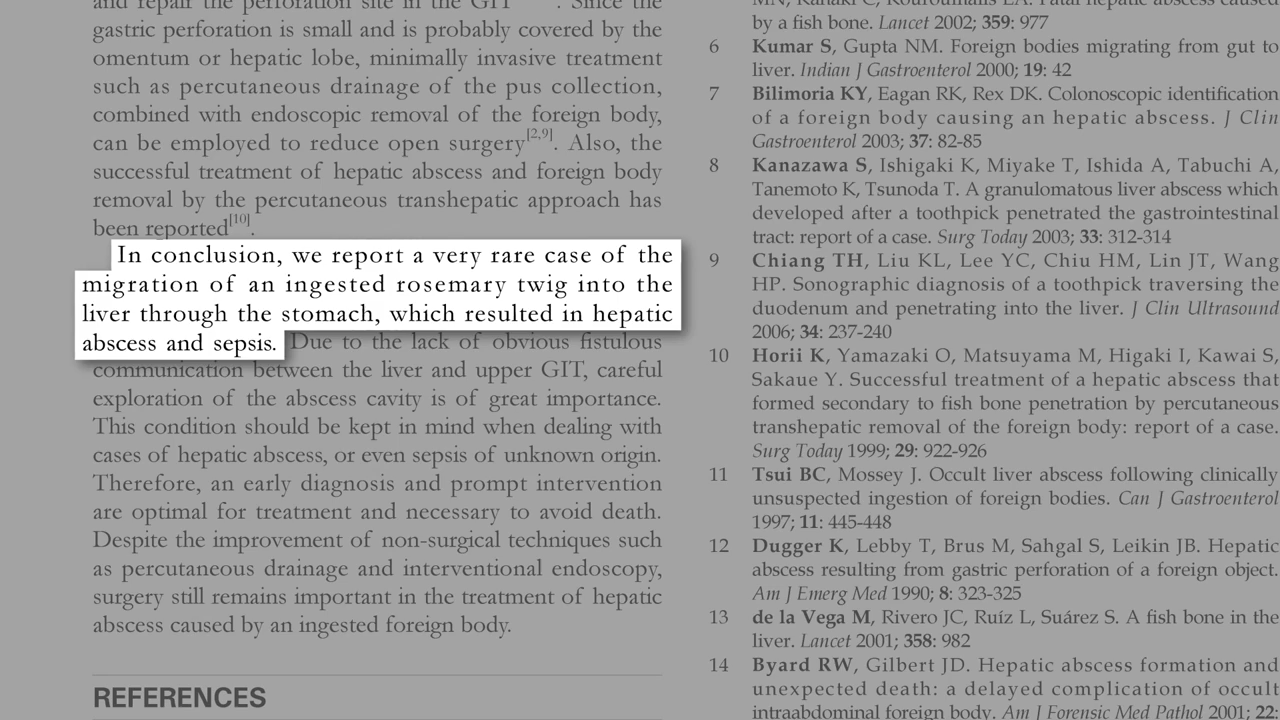 and repair the perforation site in the GIT
gastric perforation is small and is probably covered by the
omentum or hepatic lobe, minimally invasive treatment
such as percutaneous drainage of the pus collection,
combined with endoscopic removal of the foreign body,
can be employed to reduce open surgery[2,9]. Also, the
successful treatment of hepatic abscess and foreign body
removal by the percutaneous transhepatic approach has
been reported[10].
In conclusion, we report a very rare case of the
migration of an ingested rosemary twig into the
liver through the stomach, which resulted in hepatic
abscess and sepsis. Due to the lack of obvious fistulous
communication between the liver and upper GIT, careful
exploration of the abscess cavity is of great importance.
This condition should be kept in mind when dealing with
cases of hepatic abscess, or even sepsis of unknown origin.
Therefore, an early diagnosis and prompt intervention
are optimal for treatment and necessary to avoid death.
Despite the improvement of non-surgical techniques such
as percutaneous drainage and interventional endoscopy,
surgery still remains important in the treatment of hepatic
abscess caused by an ingested foreign body.
REFERENCES
by a fish bone. Lancet 2002; 359: 977
6 Kumar S, Gupta NM. Foreign bodies migrating from gut to
liver. Indian J Gastroenterol 2000; 19: 42
7 Bilimoria KY, Eagan RK, Rex DK. Colonoscopic identification
of a foreign body causing an hepatic abscess. J Clin
Gastroenterol 2003; 37: 82-85
8 Kanazawa S, Ishigaki K, Miyake T, Ishida A, Tabuchi A,
Tanemoto K, Tsunoda T. A granulomatous liver abscess which
developed after a toothpick penetrated the gastrointestinal
tract: report of a case. Surg Today 2003; 33: 312-314
9 Chiang TH, Liu KL, Lee YC, Chiu HM, Lin JT, Wang
HP. Sonographic diagnosis of a toothpick traversing the
duodenum and penetrating into the liver. J Clin Ultrasound
2006; 34: 237-240
10 Horii K, Yamazaki O, Matsuyama M, Higaki I, Kawai S,
Sakaue Y. Successful treatment of a hepatic abscess that
formed secondary to fish bone penetration by percutaneous
transhepatic removal of the foreign body: report of a case.
Surg Today 1999; 29: 922-926
11 Tsui BC, Mossey J. Occult liver abscess following clinically
unsuspected ingestion of foreign bodies. Can J Gastroenterol
1997; 11: 445-448
12 Dugger K, Lebby T, Brus M, Sahgal S, Leikin JB. Hepatic
abscess resulting from gastric perforation of a foreign object.
Am J Emerg Med 1990; 8: 323-325
13 de la Vega M, Rivero JC, Ruíz L, Suárez S. A fish bone in the
liver. Lancet 2001; 358: 982
14 Byard RW, Gilbert JD. Hepatic abscess formation and
unexpected death: a delayed complication of occult
intraabdominal foreign body. Am J Forensic Med Pathol 2001; 22: